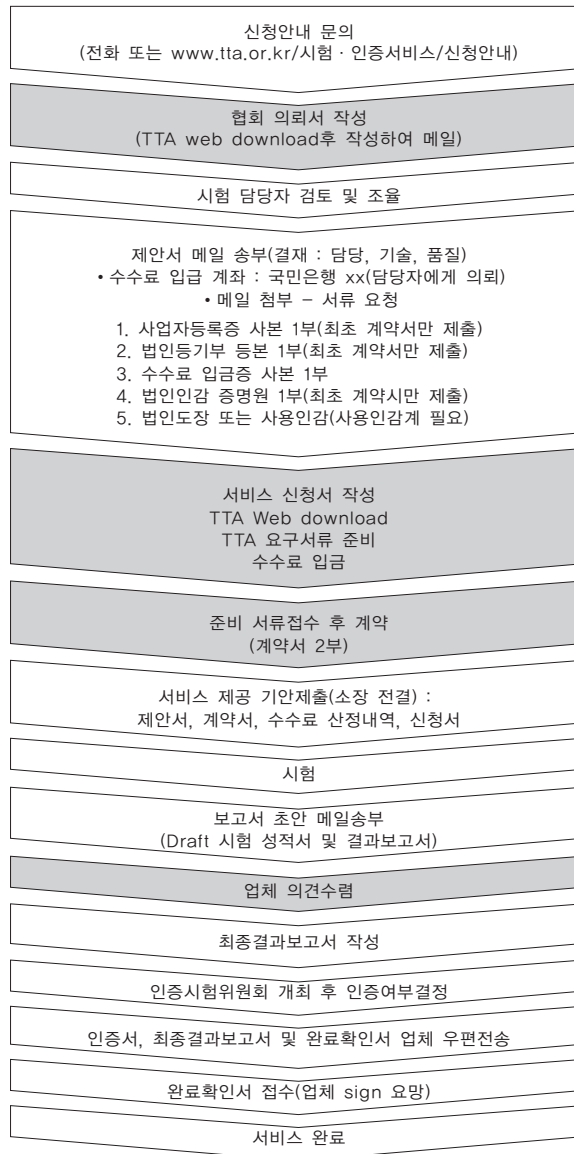 신청안내 문의
(전화 또는 www.tta.or.kr/시험 · 인증서비스/신청안내)
협회 의뢰서 작성
(TTA web download후 작성하여 메일)
시험 담당자 검토 및 조율
제안서 메일 송부(결재 : 담당, 기술, 품질)
• 수수료 입급 계좌 : 국민은행 xx(담당자에게 의뢰)
• 메일 첨부 – 서류 요청
1. 사업자등록증 사본 1부(최초 계약서만 제출)
2. 법인등기부 등본 1부(최초 계약서만 제출)
3. 수수료 입금증 사본 1부
4. 법인인감 증명원 1부(최초 계약시만 제출)
5. 법인도장 또는 사용인감(사용인감계 필요)
서비스 신청서 작성
TTA Web download
TTA 요구서류 준비
수수료 입금
준비 서류접수 후 계약
(계약서 2부)
서비스 제공 기안제출(소장 전결) :
제안서, 계약서, 수수료 산정내역, 신청서
시험
보고서 초안 메일송부
(Draft 시험 성적서 및 결과보고서)
업체 의견수렴
최종결과보고서 작성
인증시험위원회 개최 후 인증여부결정
인증서, 최종결과보고서 및 완료확인서 업체 우편전송
완료확인서 접수(업체 sign 요망)
서비스 완료